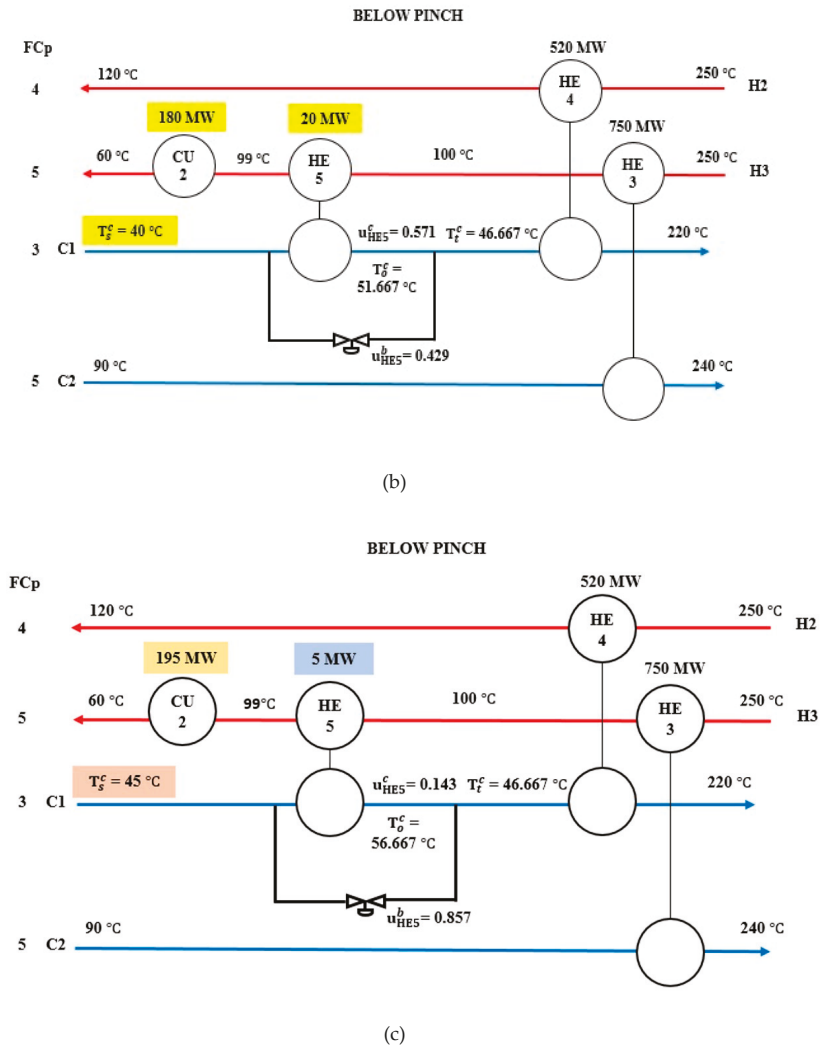 BELOW PINCH
FCp
520 MW
4
120 °C
HE
4
250 °C
H2
180 MW
20 MW
750 MW
5
60 °C
CU
2
99 °C
HE
5
100 °C
HE
3
250 °C
H3
T_s^c = 40 °C
u_HE5^c = 0.571
T_t^c = 46.667 °C
220 °C
3 C1
T_o^c =
51.667 °C
u_HE5^b = 0.429
90 °C
240 °C
5 C2
(b)
BELOW PINCH
FCp
520 MW
4
120 °C
HE
4
250 °C
H2
195 MW
5 MW
750 MW
5
60 °C
CU
2
99°C
HE
5
100 °C
HE
3
250 °C
H3
T_s^c = 45 °C
u_HE5^c = 0.143
T_t^c = 46.667 °C
220 °C
3 C1
T_o^c =
56.667 °C
u_HE5^b = 0.857
90 °C
240 °C
5 C2
(c)